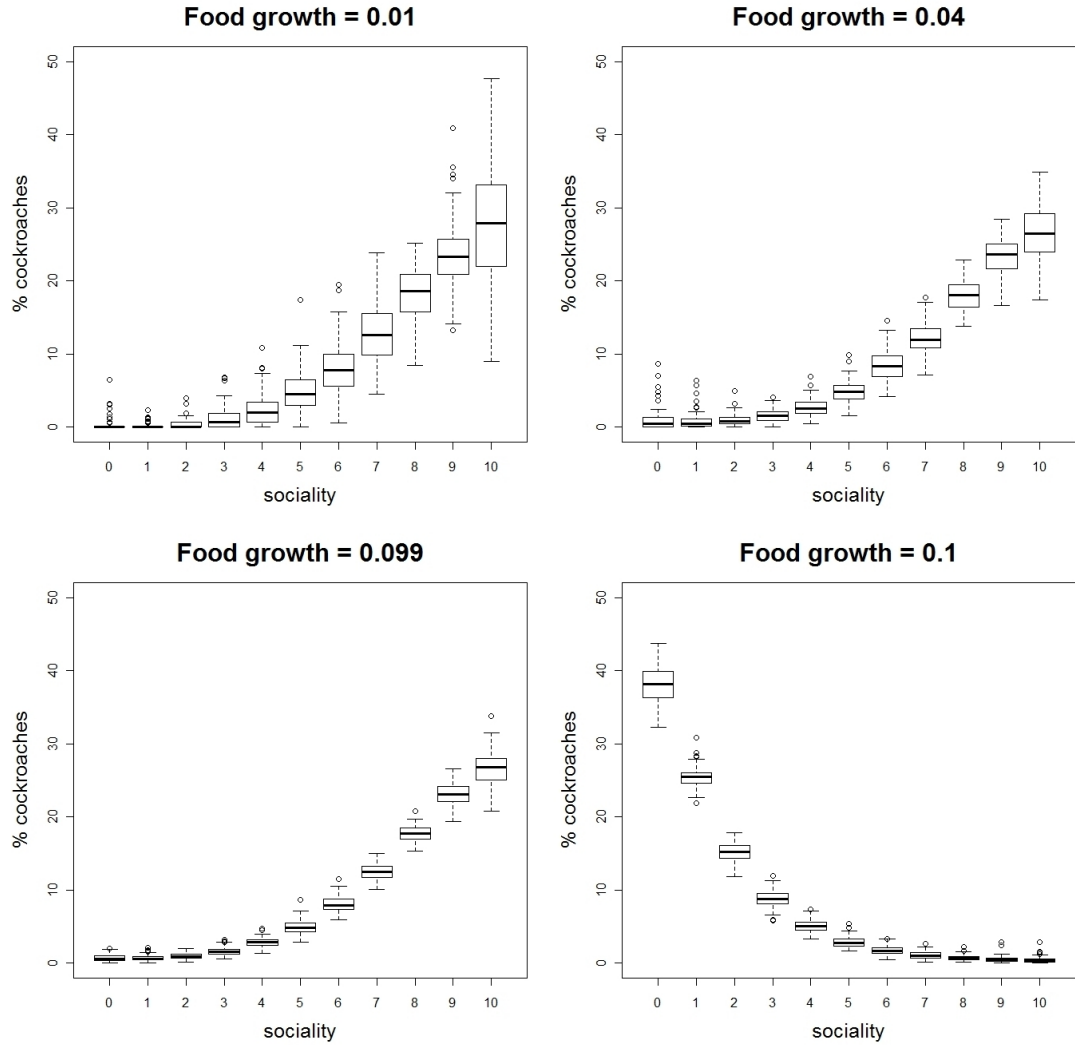 Food growth = 0.01
50
40
30
20
10
0
% cockroaches
0 1 2 3 4 5 6 7 8 9 10
sociality
Food growth = 0.04
50
40
30
20
10
0
% cockroaches
0 1 2 3 4 5 6 7 8 9 10
sociality
Food growth = 0.099
50
40
30
20
10
0
% cockroaches
0 1 2 3 4 5 6 7 8 9 10
sociality
Food growth = 0.1
50
40
30
20
10
0
% cockroaches
0 1 2 3 4 5 6 7 8 9 10
sociality